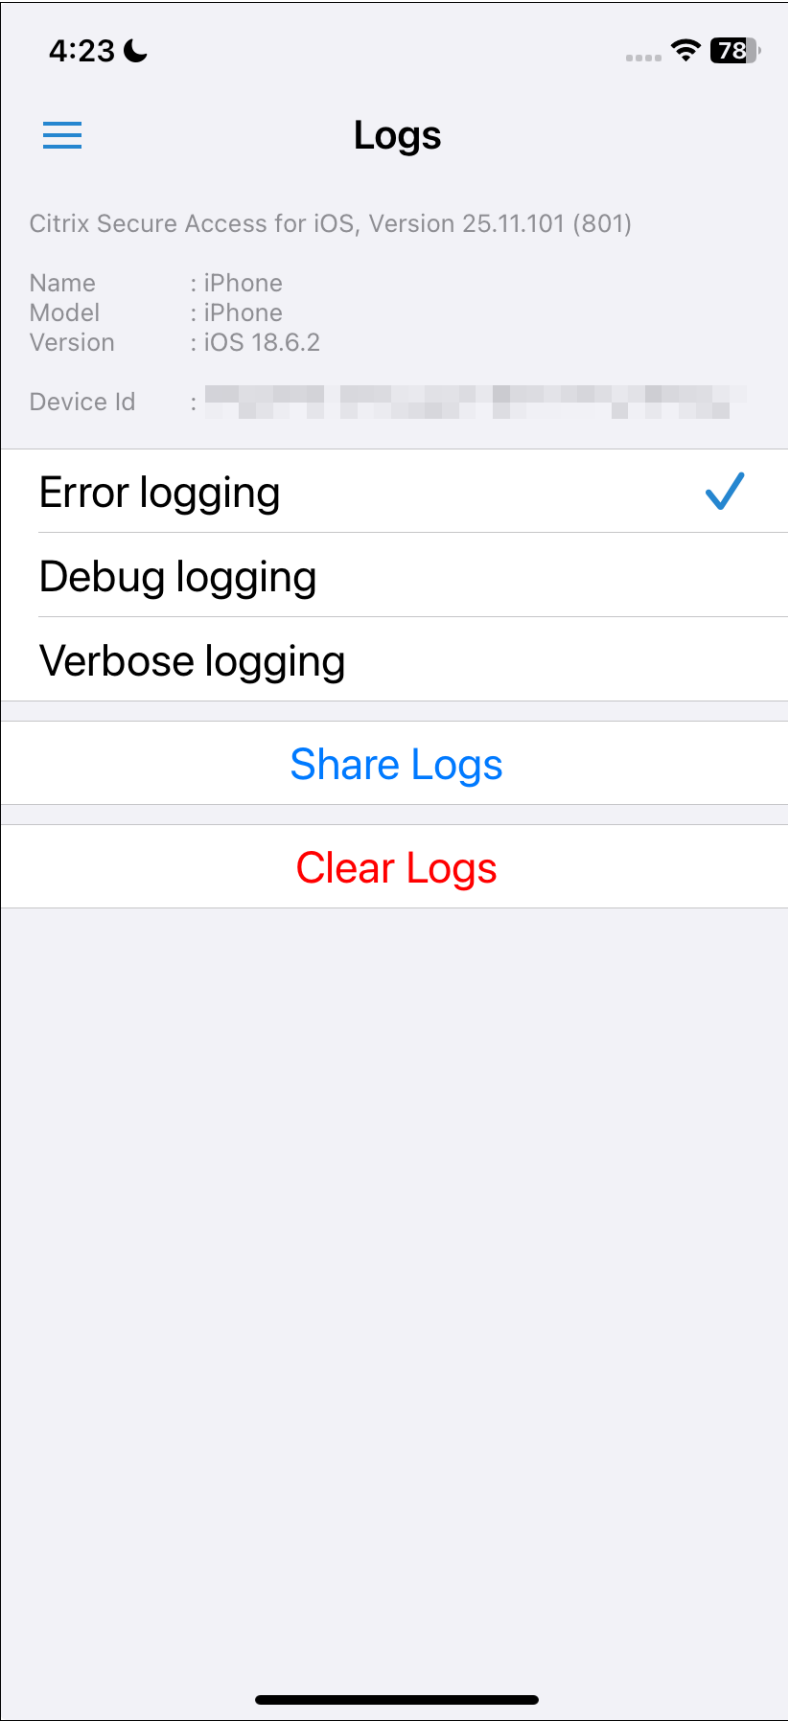 4:23
78
Logs
Citrix Secure Access for iOS, Version 25.11.101 (801)
Name : iPhone
Model : iPhone
Version : iOS 18.6.2
Device Id :
Error logging
Debug logging
Verbose logging
Share Logs
Clear Logs